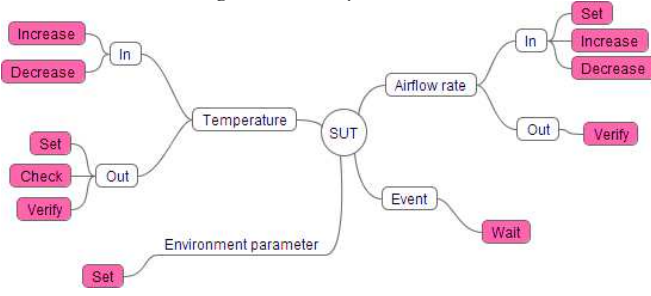 Increase
Decrease
In
Set
Check
Verify
Out
Temperature
SUT
Environment parameter
Set
Airflow rate
In
Set
Increase
Decrease
Out
Verify
Event
Wait